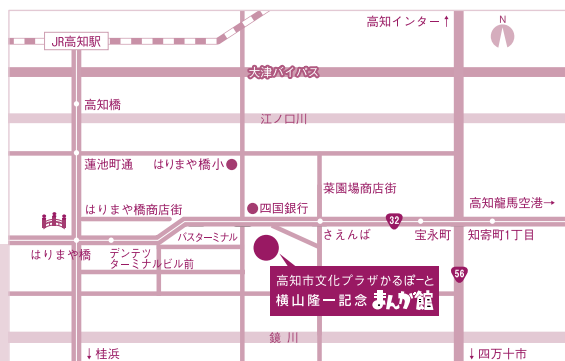 高知インター↑
N
JR高知駅
大津バイパス
高知橋
江ノ口川
蓮池町通
はりまや橋小
菜園場商店街
はりまや橋商店街
四国銀行
高知龍馬空港→
32
バスターミナル
さえんば
宝永町
知寄町1丁目
はりまや橋
デンテツ
ターミナルビル前
56
高知市文化プラザかるぽーと
横山隆一記念 まんが館
鏡川
↓桂浜
↓四万十市